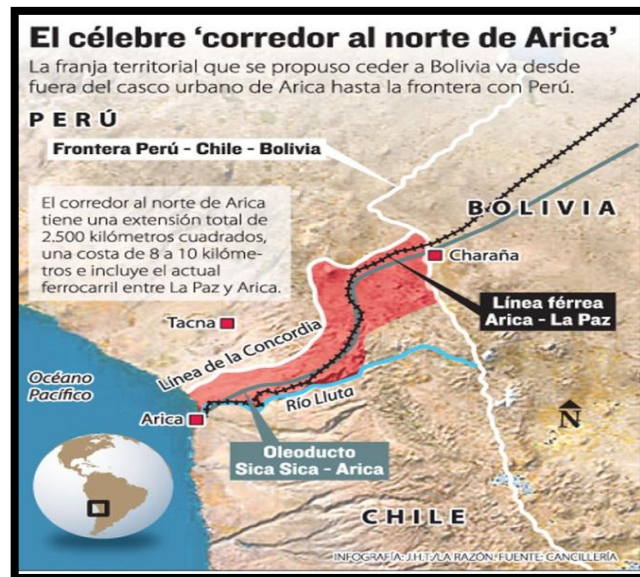 El célebre ‘corredor al norte de Arica’
La franja territorial que se propuso ceder a Bolivia va desde
fuera del casco urbano de Arica hasta la frontera con Perú.
PERÚ
Frontera Perú - Chile - Bolivia
El corredor al norte de Arica
tiene una extensión total de
2.500 kilómetros cuadrados,
una costa de 8 a 10 kilóme-
tros e incluye el actual
ferrocarril entre La Paz y Arica.
BOLIVIA
Charaña
Línea férrea
Arica - La Paz
Tacna
Línea de la Concordia
Océano
Pacífico
Río Lluta
Arica
Oleoducto
Sica Sica - Arica
N
CHILE
INFOGRAFÍA: J.H.T./LA RAZÓN. FUENTE: CANCILLERÍA